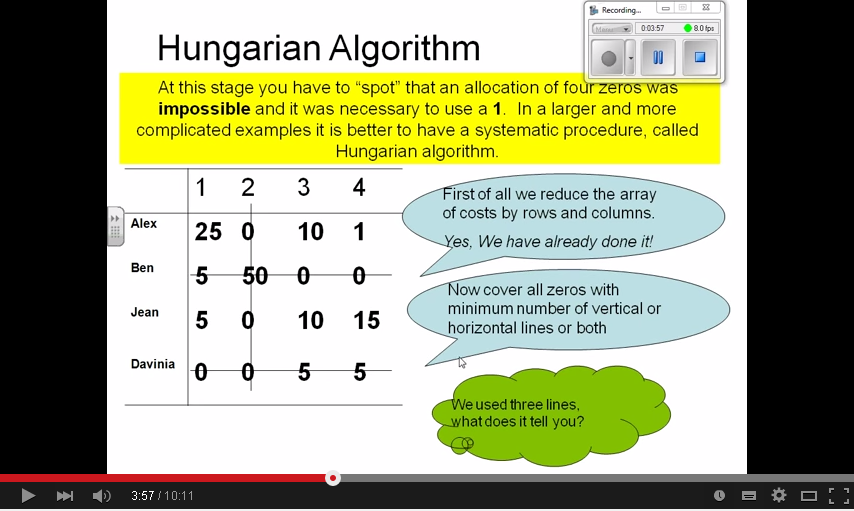 Recording...
0:03:57
8.0 fps
Hungarian Algorithm
At this stage you have to “spot” that an allocation of four zeros was
impossible and it was necessary to use a 1. In a larger and more
complicated examples it is better to have a systematic procedure, called
Hungarian algorithm.
1 2 3 4
Alex 25 0 10 1
Ben 5 50 0 0
Jean 5 0 10 15
Davinia 0 0 5 5
First of all we reduce the array
of costs by rows and columns.
Yes, We have already done it!
Now cover all zeros with
minimum number of vertical or
horizontal lines or both
We used three lines,
what does it tell you?
3:57 / 10:11